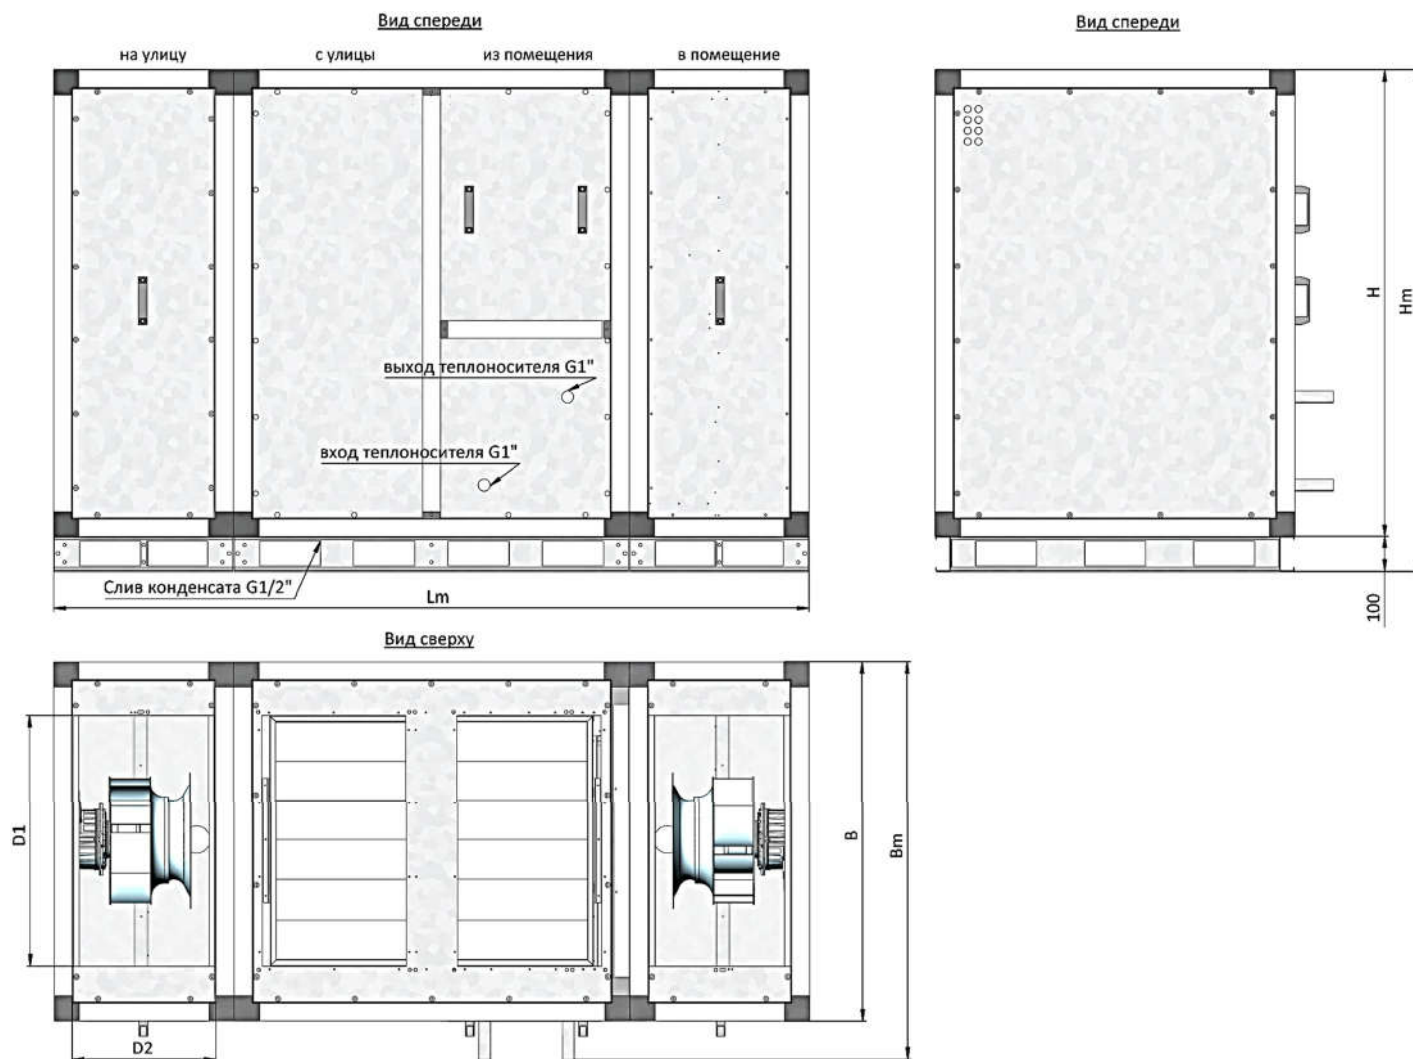 Вид спереди
Вид спереди
на улицу
с улицы
из помещения
в помещение
H
Hm
выход теплоносителя G1"
вход теплоносителя G1"
Слив конденсата G1/2"
Lm
100
Вид сверху
D1
B
Bm
D2